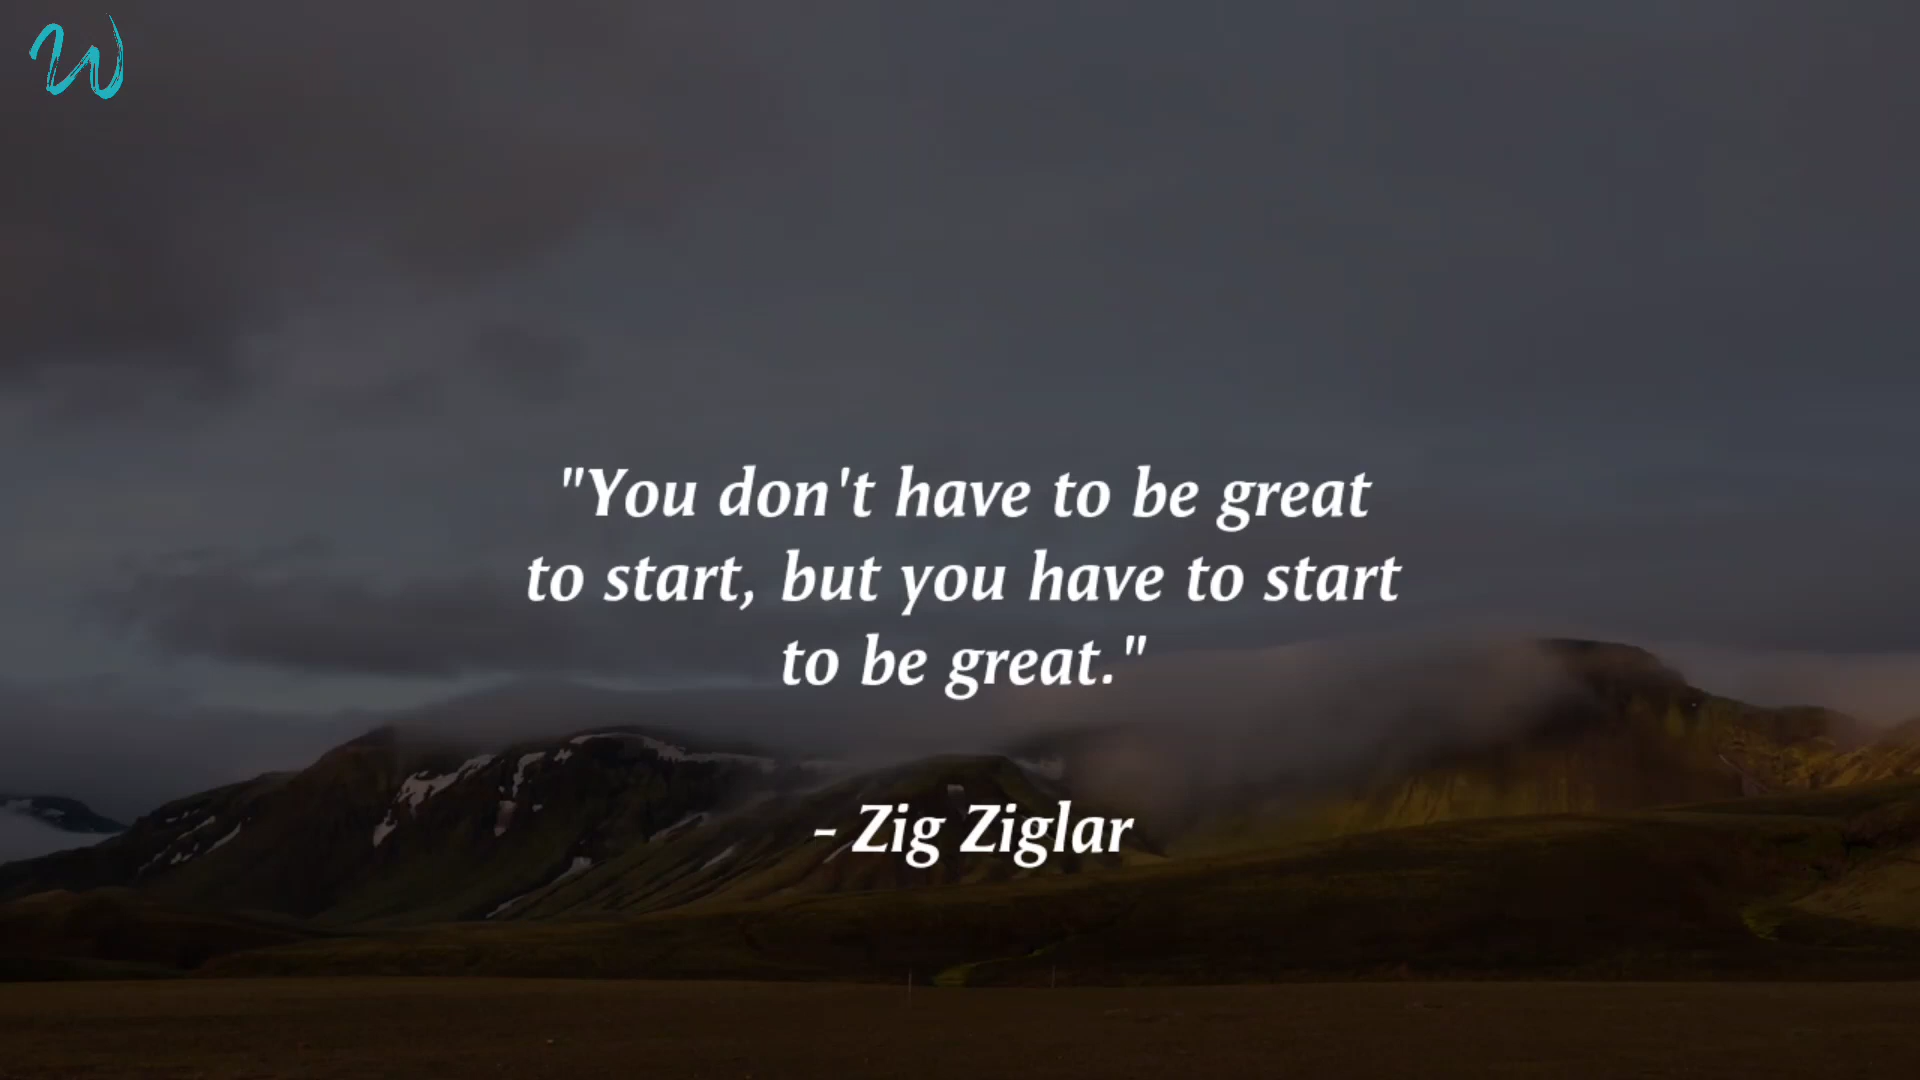 W
"You don't have to be great
to start, but you have to start
to be great."
- Zig Ziglar